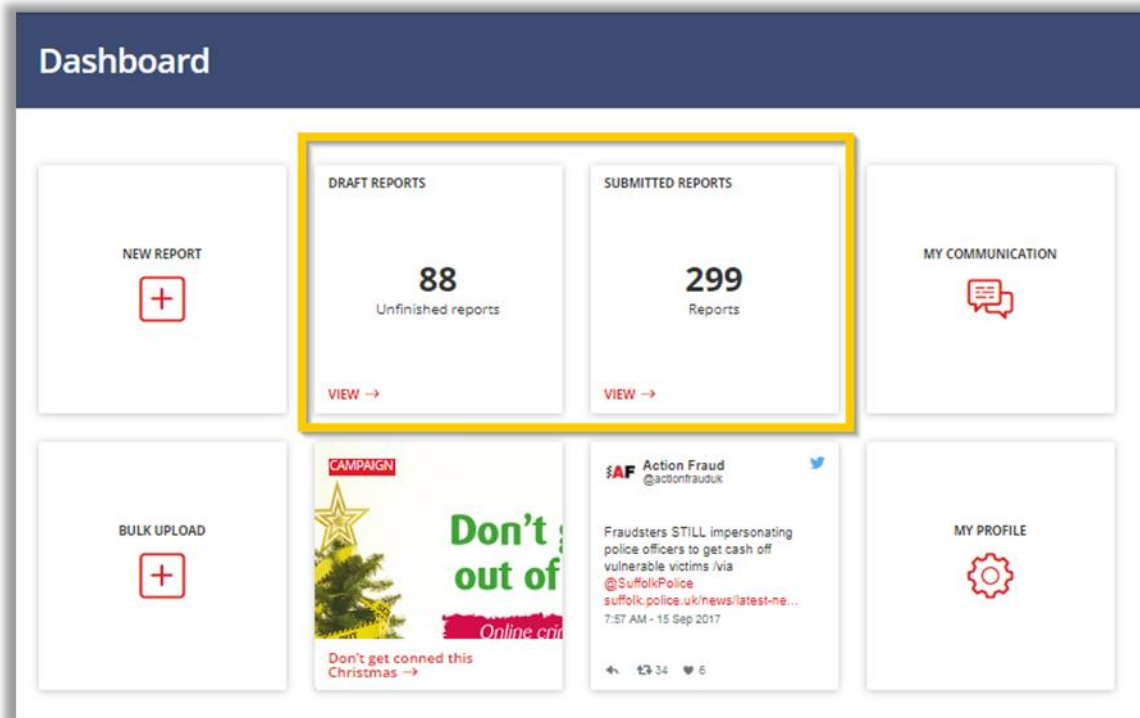 Dashboard
NEW REPORT
DRAFT REPORTS
88
Unfinished reports
VIEW →
SUBMITTED REPORTS
299
Reports
VIEW →
MY COMMUNICATION
BULK UPLOAD
CAMPAIGN
Don't
out of
Online
Don't get conned this
Christmas →
AF Action Fraud
@actionfrauduk
Fraudsters STILL impersonating
police officers to get cash off
vulnerable victims /via
@SuffolkPolice
suffolk.police.uk/news/latest-ne...
7:57 AM - 15 Sep 2017
34 6
MY PROFILE